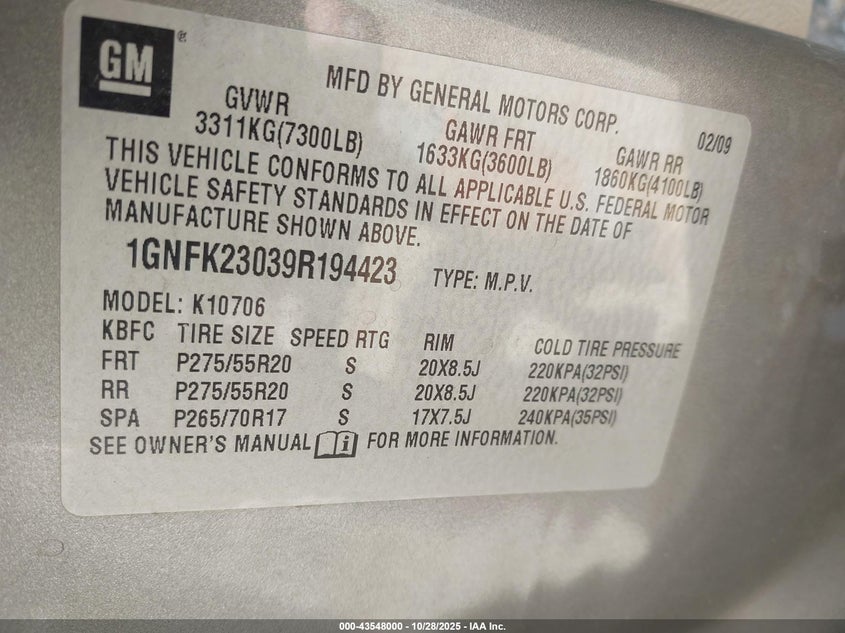 GM®
MFD BY GENERAL MOTORS CORP.
02/09
GVWR
3311KG(7300LB)
GAWR FRT
1633KG(3600LB)
GAWR RR
1860KG(4100LB)
THIS VEHICLE CONFORMS TO ALL APPLICABLE U.S. FEDERAL MOTOR
VEHICLE SAFETY STANDARDS IN EFFECT ON THE DATE OF
MANUFACTURE SHOWN ABOVE.
1GNFK23039R194423 TYPE: M.P.V.
MODEL: K10706
KBFC TIRE SIZE SPEED RTG RIM COLD TIRE PRESSURE
FRT P275/55R20 S 20X8.5J 220KPA(32PSI)
RR P275/55R20 S 20X8.5J 220KPA(32PSI)
SPA P265/70R17 S 17X7.5J 240KPA(35PSI)
SEE OWNER'S MANUAL i FOR MORE INFORMATION.
000-43548000 - 10/28/2025 - IAA Inc.